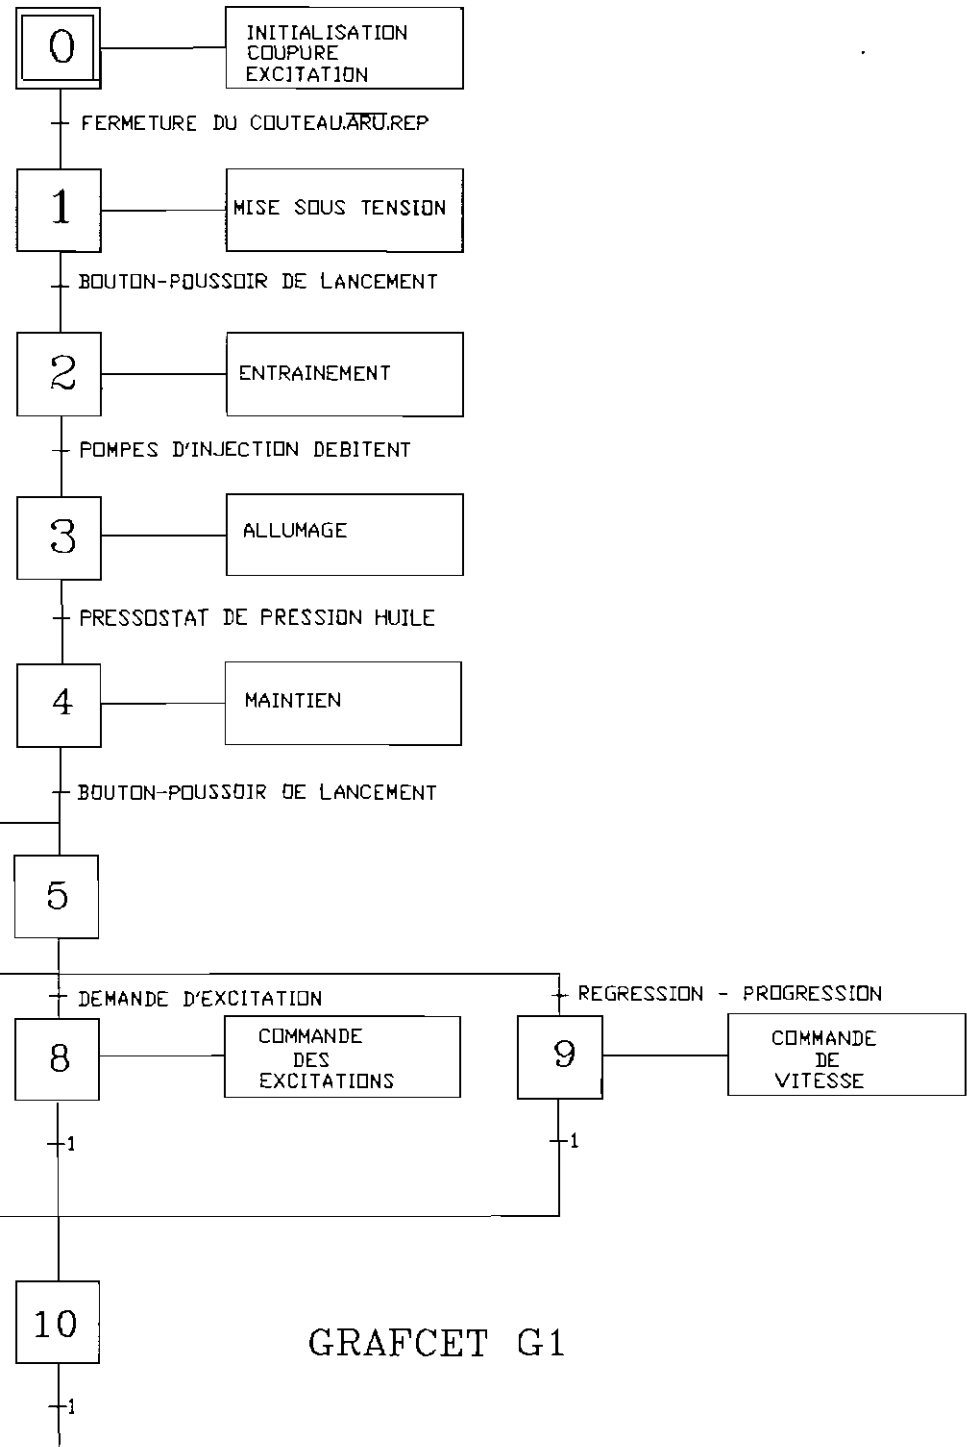 0
INITIALISATION
COUPURE
EXCITATION
FERMETURE DU COUTEAU.A̅R̅U̅.REP
1
MISE SOUS TENSION
BOUTON-POUSSOIR DE LANCEMENT
2
ENTRAINEMENT
POMPES D'INJECTION DEBITENT
3
ALLUMAGE
PRESSOSTAT DE PRESSION HUILE
4
MAINTIEN
BOUTON-POUSSOIR DE LANCEMENT
5
DEMANDE D'EXCITATION
REGRESSION - PROGRESSION
8
COMMANDE
DES
EXCITATIONS
9
COMMANDE
DE
VITESSE
1
1
10
GRAFCET G1
1